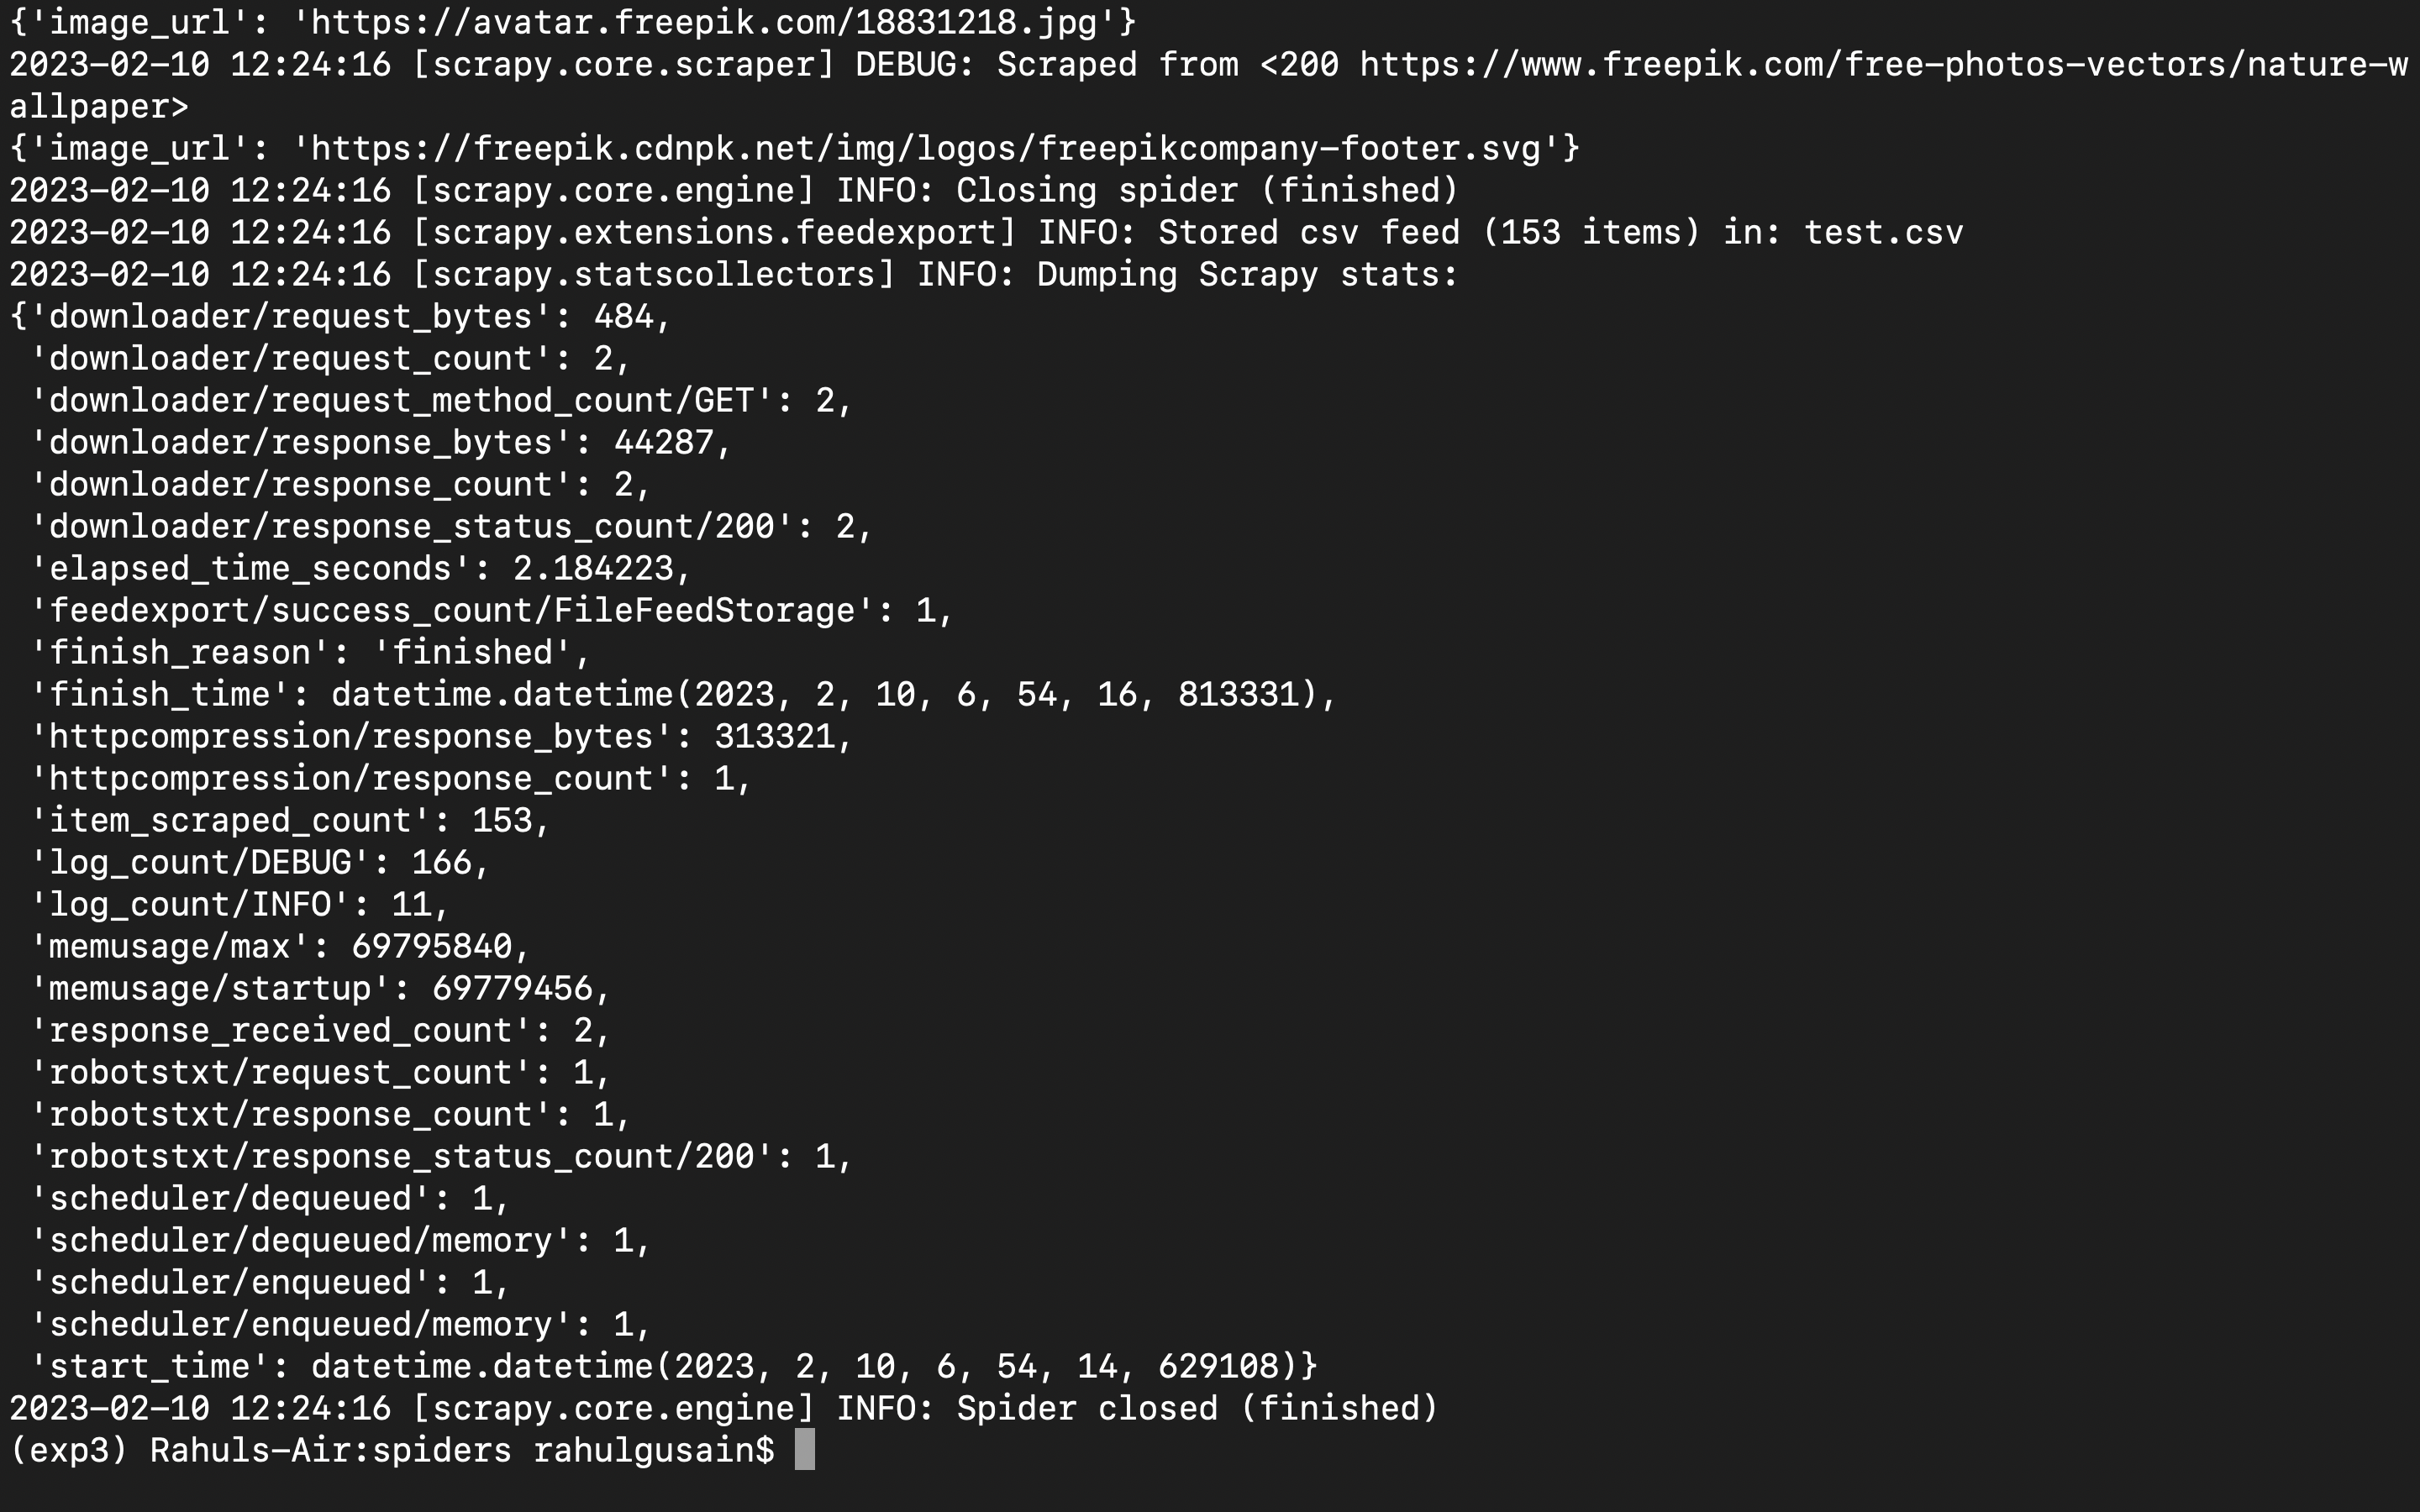 {'image_url': 'https://avatar.freepik.com/18831218.jpg'}
2023-02-10 12:24:16 [scrapy.core.scraper] DEBUG: Scraped from <200 https://www.freepik.com/free-photos-vectors/nature-w
allpaper>
{'image_url': 'https://freepik.cdnpk.net/img/logos/freepikcompany-footer.svg'}
2023-02-10 12:24:16 [scrapy.core.engine] INFO: Closing spider (finished)
2023-02-10 12:24:16 [scrapy.extensions.feedexport] INFO: Stored csv feed (153 items) in: test.csv
2023-02-10 12:24:16 [scrapy.statscollectors] INFO: Dumping Scrapy stats:
{'downloader/request_bytes': 484,
 'downloader/request_count': 2,
 'downloader/request_method_count/GET': 2,
 'downloader/response_bytes': 44287,
 'downloader/response_count': 2,
 'downloader/response_status_count/200': 2,
 'elapsed_time_seconds': 2.184223,
 'feedexport/success_count/FileFeedStorage': 1,
 'finish_reason': 'finished',
 'finish_time': datetime.datetime(2023, 2, 10, 6, 54, 16, 813331),
 'httpcompression/response_bytes': 313321,
 'httpcompression/response_count': 1,
 'item_scraped_count': 153,
 'log_count/DEBUG': 166,
 'log_count/INFO': 11,
 'memusage/max': 69795840,
 'memusage/startup': 69779456,
 'response_received_count': 2,
 'robotstxt/request_count': 1,
 'robotstxt/response_count': 1,
 'robotstxt/response_status_count/200': 1,
 'scheduler/dequeued': 1,
 'scheduler/dequeued/memory': 1,
 'scheduler/enqueued': 1,
 'scheduler/enqueued/memory': 1,
 'start_time': datetime.datetime(2023, 2, 10, 6, 54, 14, 629108)}
2023-02-10 12:24:16 [scrapy.core.engine] INFO: Spider closed (finished)
(exp3) Rahuls-Air:spiders rahulgusain$